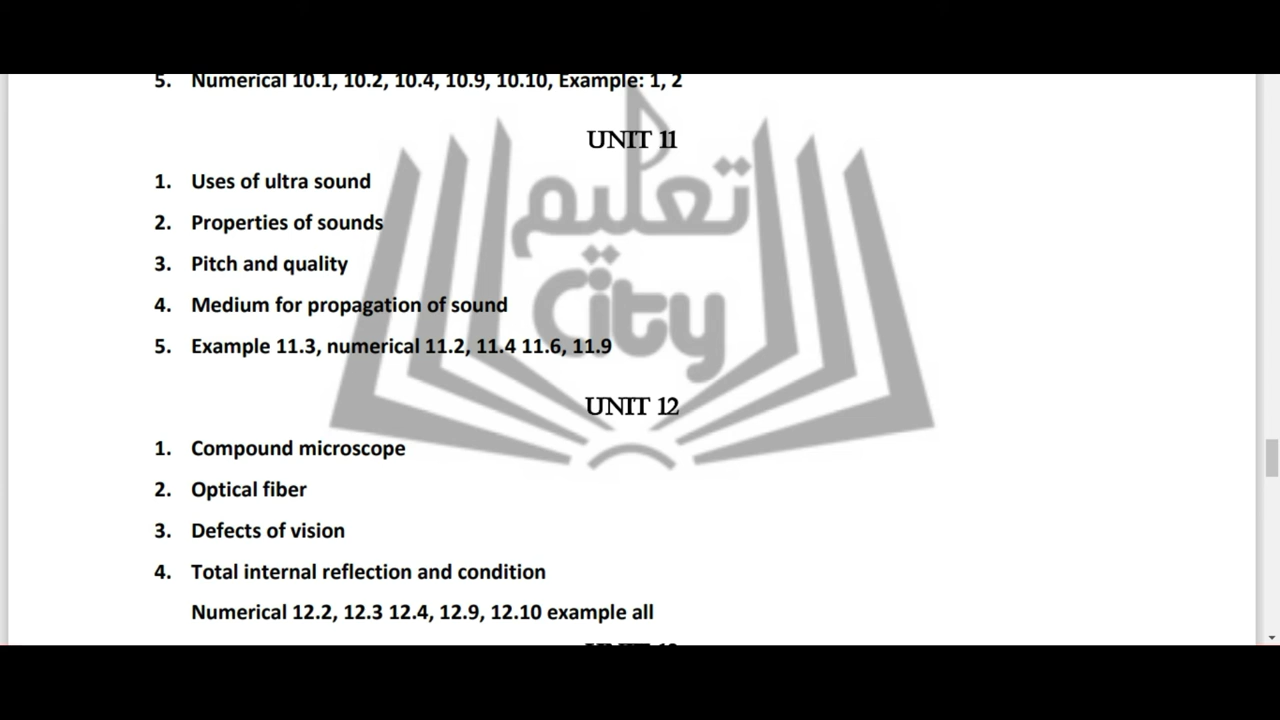 5. Numerical 10.1, 10.2, 10.4, 10.9, 10.10, Example: 1, 2
UNIT 11
1. Uses of ultra sound
2. Properties of sounds
3. Pitch and quality
4. Medium for propagation of sound
5. Example 11.3, numerical 11.2, 11.4 11.6, 11.9
تعلیم
City
UNIT 12
1. Compound microscope
2. Optical fiber
3. Defects of vision
4. Total internal reflection and condition
Numerical 12.2, 12.3 12.4, 12.9, 12.10 example all